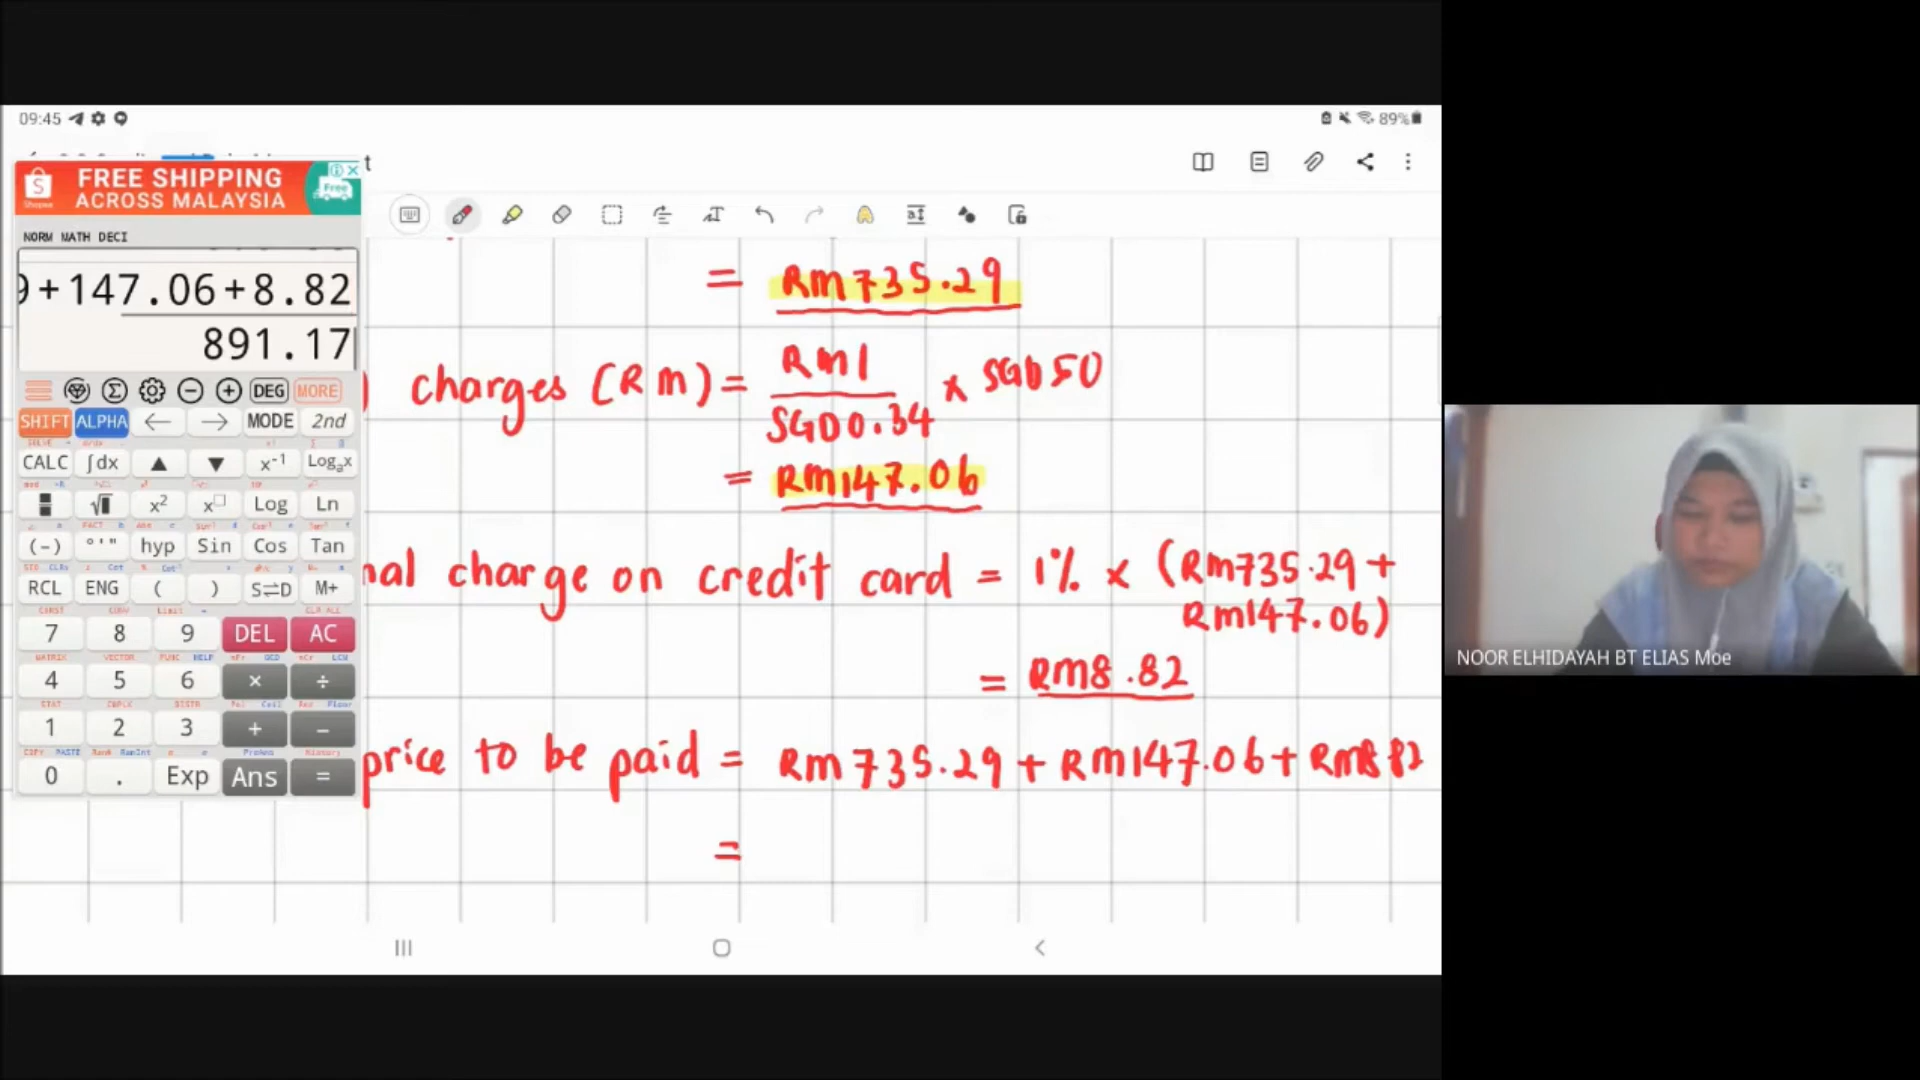 09:45
89%
t
FREE SHIPPING
ACROSS MALAYSIA
Free
Shopee
NORM MATH DECI
9+147.06+8.82
891.17
DEG MORE
SHIFT ALPHA MODE 2nd
CALC ∫dx ▲ ▼ x⁻¹ Logₐx
√ x² x Log Ln
(-) °'" hyp Sin Cos Tan
RCL ENG ( ) S⇌D M+
7 8 9 DEL AC
4 5 6 × ÷
1 2 3 + −
0 . Exp Ans =
= RM735.29
) charges (RM) = RM1 / SGD0.34 × SGD50
= RM147.06
nal charge on credit card = 1% × (RM735.29 +
RM147.06)
= RM8.82
price to be paid = RM735.29 + RM147.06 + RM8.82
=
NOOR ELHIDAYAH BT ELIAS Moe